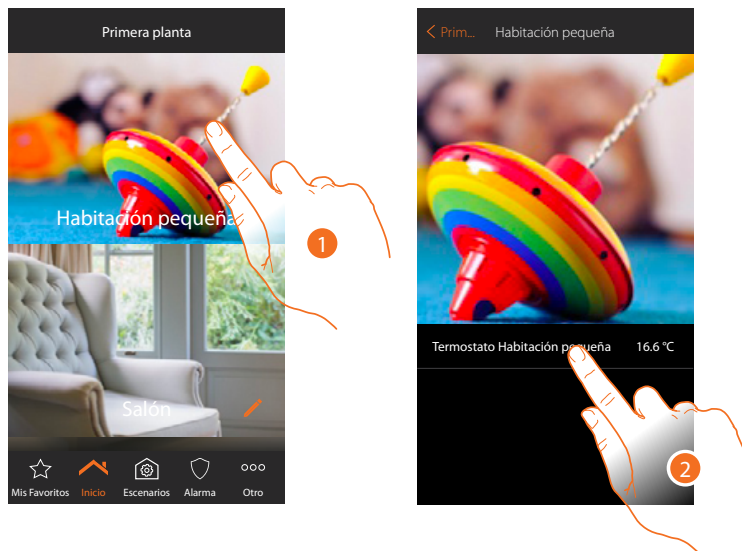 Primera planta
Habitación pequeña
Salón
Mis Favoritos Inicio Escenarios Alarma Otro
1
< Prim... Habitación pequeña
Termostato Habitación pequeña 16.6 °C
2